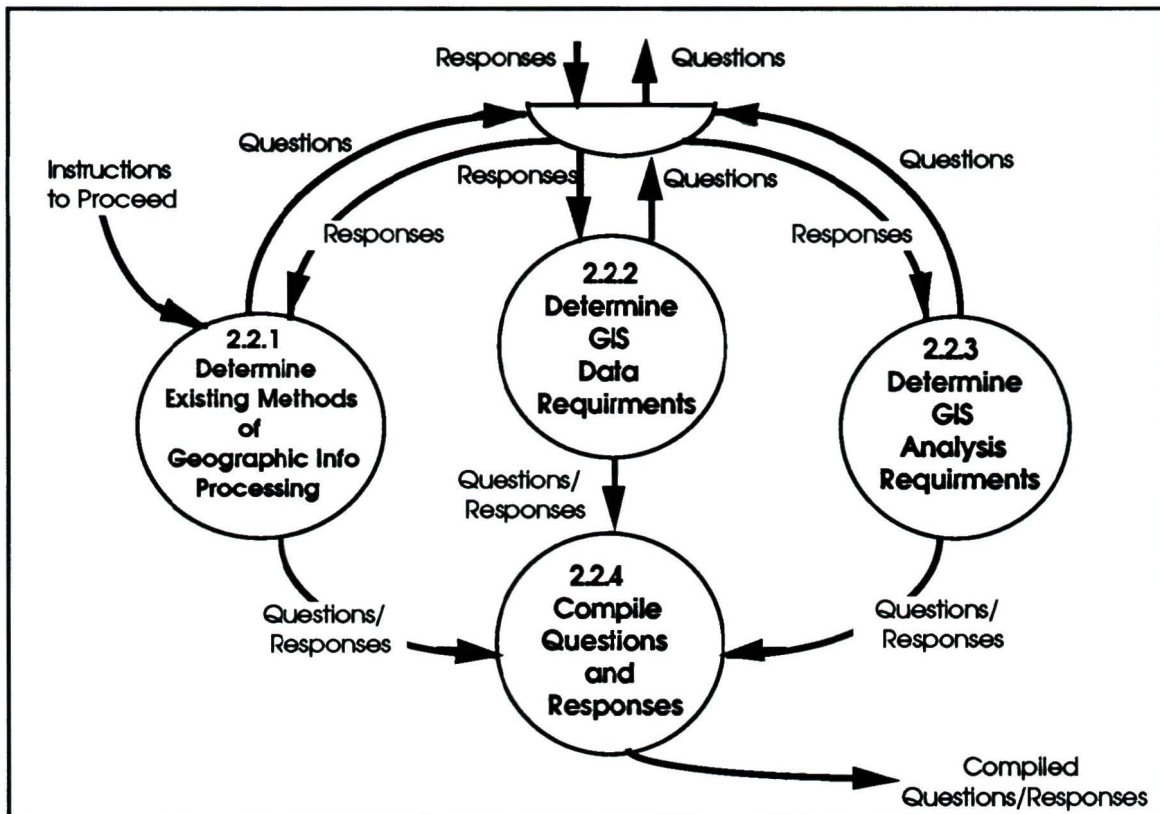 Responses
Questions
Questions
Instructions
to Proceed
Responses
Questions
Questions
Responses
Responses
2.2.1
Determine
Existing Methods
of
Geographic Info
Processing
2.2.2
Determine
GIS
Data
Requirments
2.2.3
Determine
GIS
Analysis
Requirments
Questions/
Responses
Questions/
Responses
2.2.4
Compile
Questions
and
Responses
Questions/
Responses
Compiled
Questions/Responses